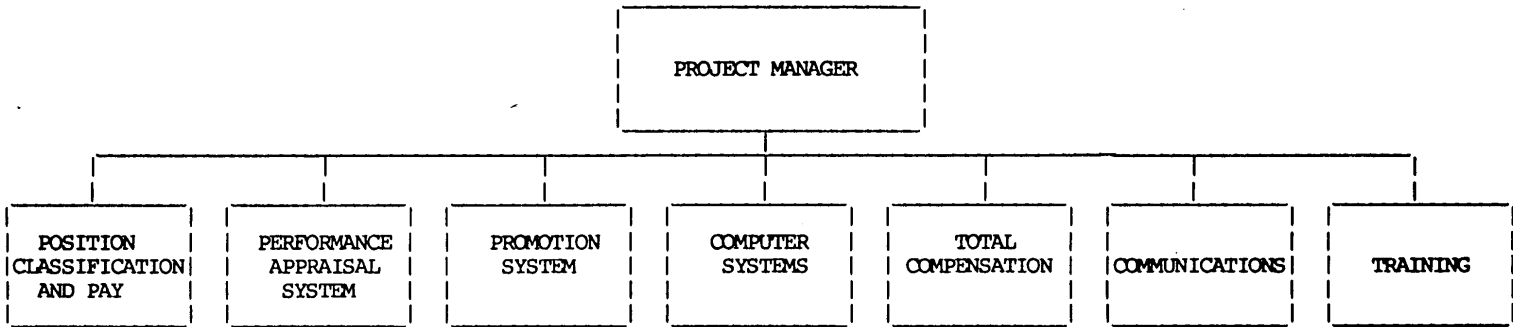 PROJECT MANAGER
POSITION
CLASSIFICATION
AND PAY
PERFORMANCE
APPRAISAL
SYSTEM
PROMOTION
SYSTEM
COMPUTER
SYSTEMS
TOTAL
COMPENSATION
COMMUNICATIONS
TRAINING